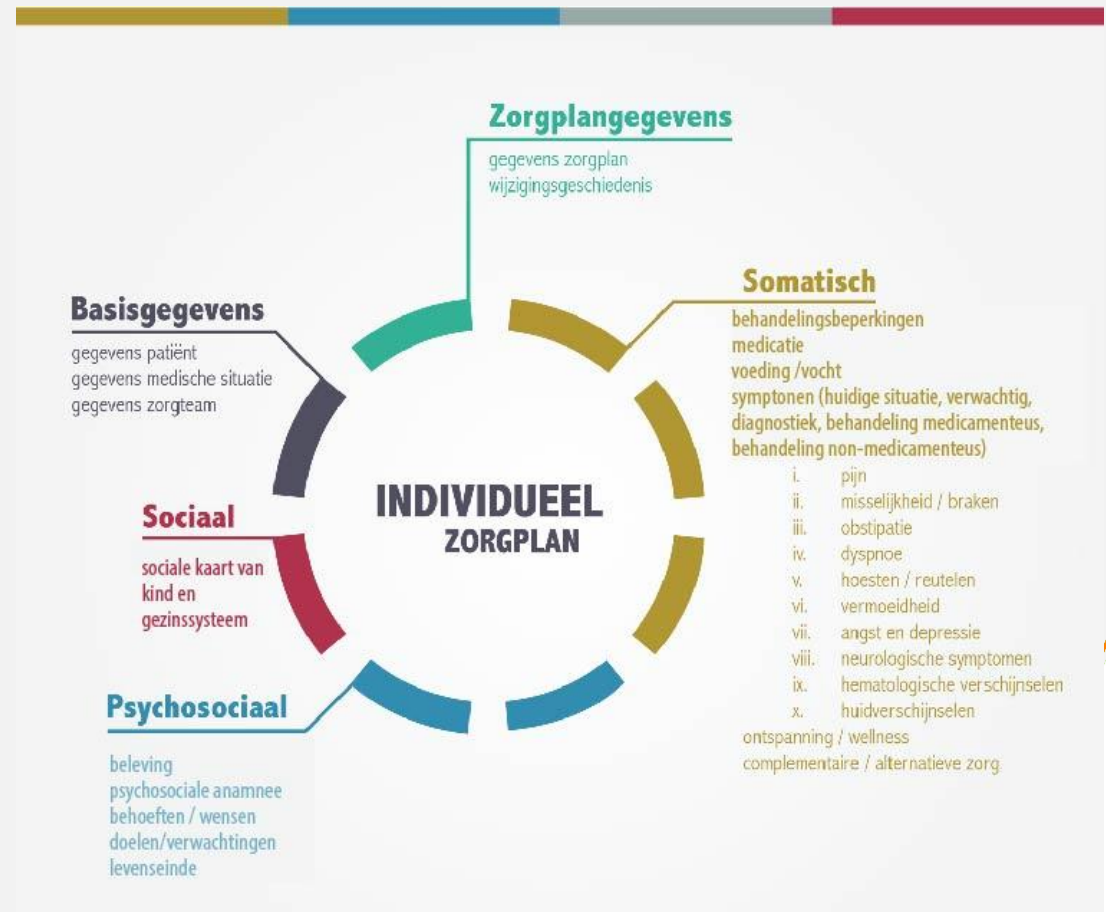 Zorgplangegevens
gegevens zorgplan
wijzigingsgeschiedenis
Basisgegevens
gegevens patiënt
gegevens medische situatie
gegevens zorgteam
Somatisch
behandelingsbeperkingen
medicatie
voeding /vocht
symptonen (huidige situatie, verwachtig,
diagnostiek, behandeling medicamenteus,
behandeling non-medicamenteus)
i. pijn
ii. misselijkheid / braken
iii. obstipatie
iv. dyspnoe
v. hoesten / reutelen
vi. vermoeidheid
vii. angst en depressie
viii. neurologische symptomen
ix. hematologische verschijnselen
x. huidverschijnselen
ontspanning / wellness
complementaire / alternatieve zorg
INDIVIDUEEL
ZORGPLAN
Sociaal
sociale kaart van
kind en
gezinssysteem
Psychosociaal
beleving
psychosociale anamnee
behoeften / wensen
doelen/verwachtingen
levenseinde